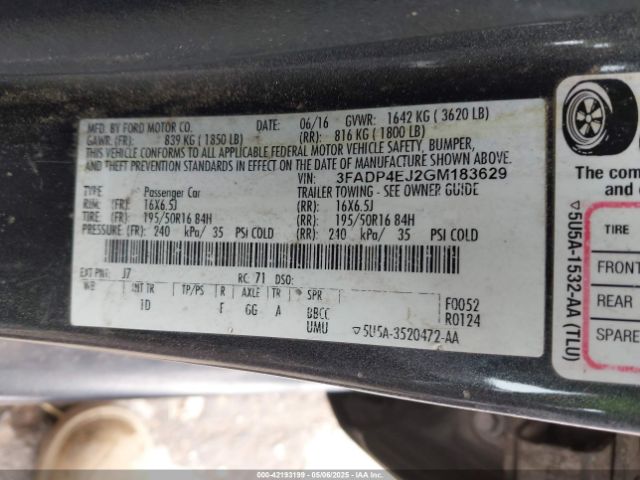 MFD. BY FORD MOTOR CO. DATE: 06/16 GVWR: 1642 KG ( 3620 LB)
GAWR: (FR): 839 KG ( 1850 LB) (RR): 816 KG ( 1800 LB)
THIS VEHICLE CONFORMS TO ALL APPLICABLE FEDERAL MOTOR VEHICLE SAFETY, BUMPER,
AND THEFT PREVENTION STANDARDS IN EFFECT ON THE DATE OF MANUFACTURE SHOWN ABOVE.
VIN: 3FADP4EJ2GM183629
TYPE: Passenger Car TRAILER TOWING - SEE OWNER GUIDE
RIM: (FR) 16X6.5J (RR): 16X6.5J
TIRE: (FR) 195/50R16 84H (RR): 195/50R16 84H
PRESSURE (FR): 240 kPa/ 35 PSI COLD (RR): 240 kPa/ 35 PSI COLD
EXT PNT: J7 RC: 71 DSO:
WB INT TR TP/PS R AXLE TR SPR
1D F 6G A BBCC F0052
UMU R0124
5U5A-3520472-AA
The com
of
5U5A-1532-AA (TLU)
TIRE
FRONT
REAR
SPARE
000-42193199 - 05/06/2025 - IAAHOLDINGS LLC